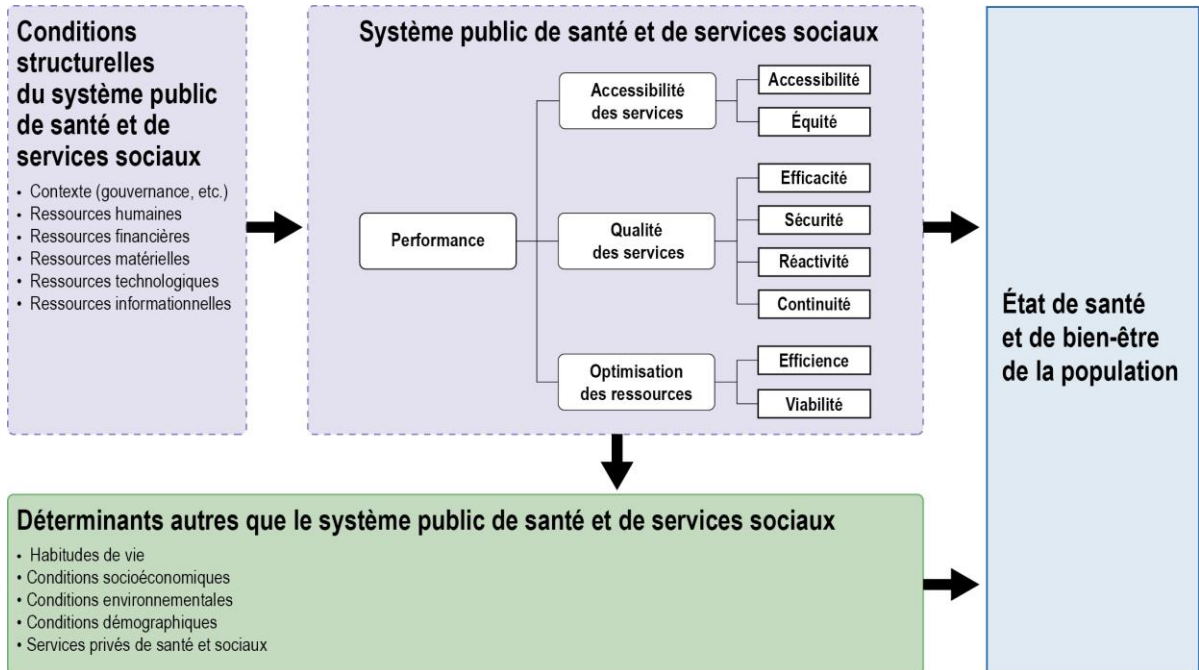 Conditions
structurelles
du système public
de santé et de
services sociaux
• Contexte (gouvernance, etc.)
• Ressources humaines
• Ressources financières
• Ressources matérielles
• Ressources technologiques
• Ressources informationnelles
Système public de santé et de services sociaux
Performance
Accessibilité
des services
Accessibilité
Équité
Qualité
des services
Efficacité
Sécurité
Réactivité
Continuité
Optimisation
des ressources
Efficience
Viabilité
État de santé
et de bien-être
de la population
Déterminants autres que le système public de santé et de services sociaux
• Habitudes de vie
• Conditions socioéconomiques
• Conditions environnementales
• Conditions démographiques
• Services privés de santé et sociaux